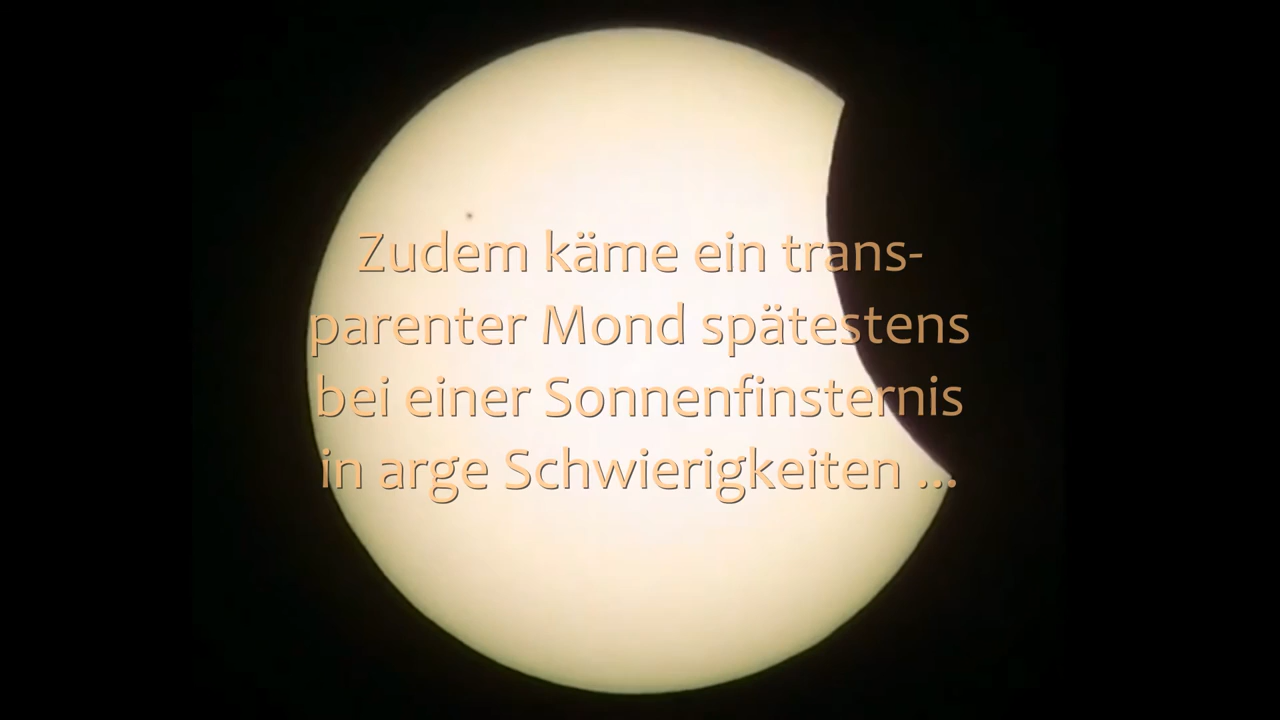 Zudem käme ein trans-
parenter Mond spätestens
bei einer Sonnenfinsternis
in arge Schwierigkeiten ...